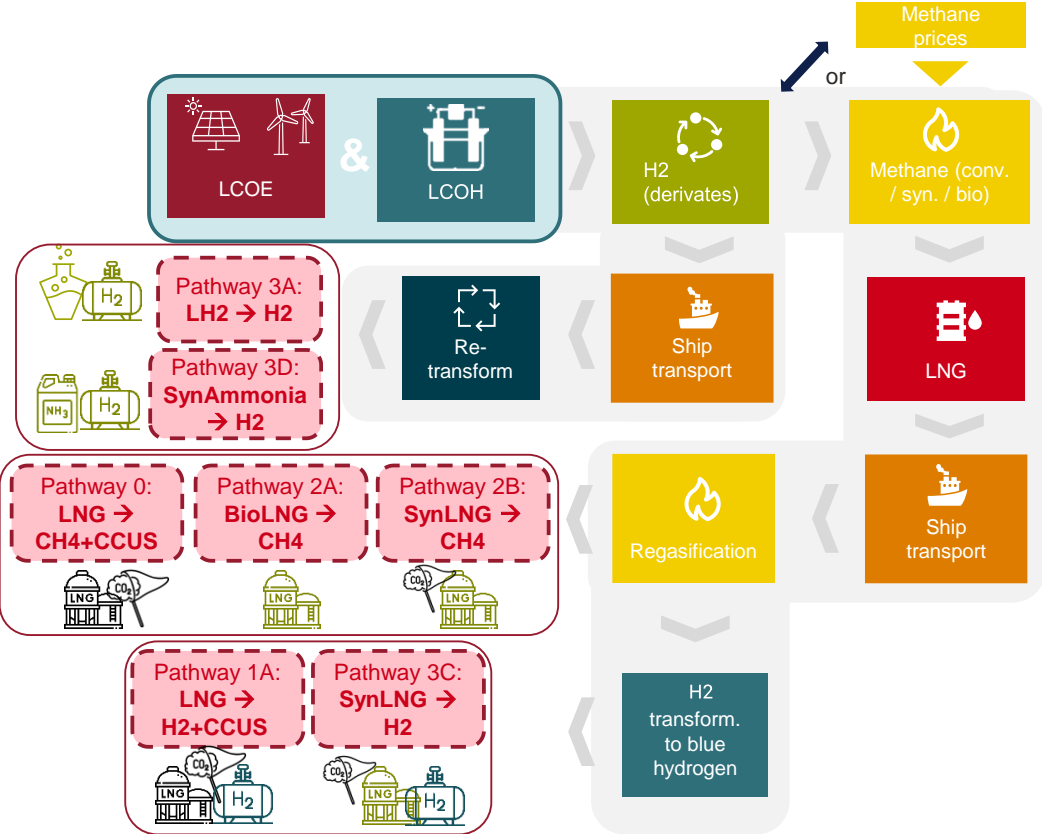 Methane
prices
or
LCOE
&
+ -
LCOH
H2
(derivates)
Methane (conv.
/ syn. / bio)
H2
Pathway 3A:
LH2 → H2
NH3
H2
Pathway 3D:
SynAmmonia
→ H2
Re-
transform
Ship
transport
LNG
Pathway 0:
LNG →
CH4+CCUS
LNG
CO2
Pathway 2A:
BioLNG →
CH4
LNG
Pathway 2B:
SynLNG →
CH4
CO2
LNG
Regasification
Ship
transport
Pathway 1A:
LNG →
H2+CCUS
CO2
LNG
H2
Pathway 3C:
SynLNG →
H2
CO2
LNG
H2
H2
transform.
to blue
hydrogen